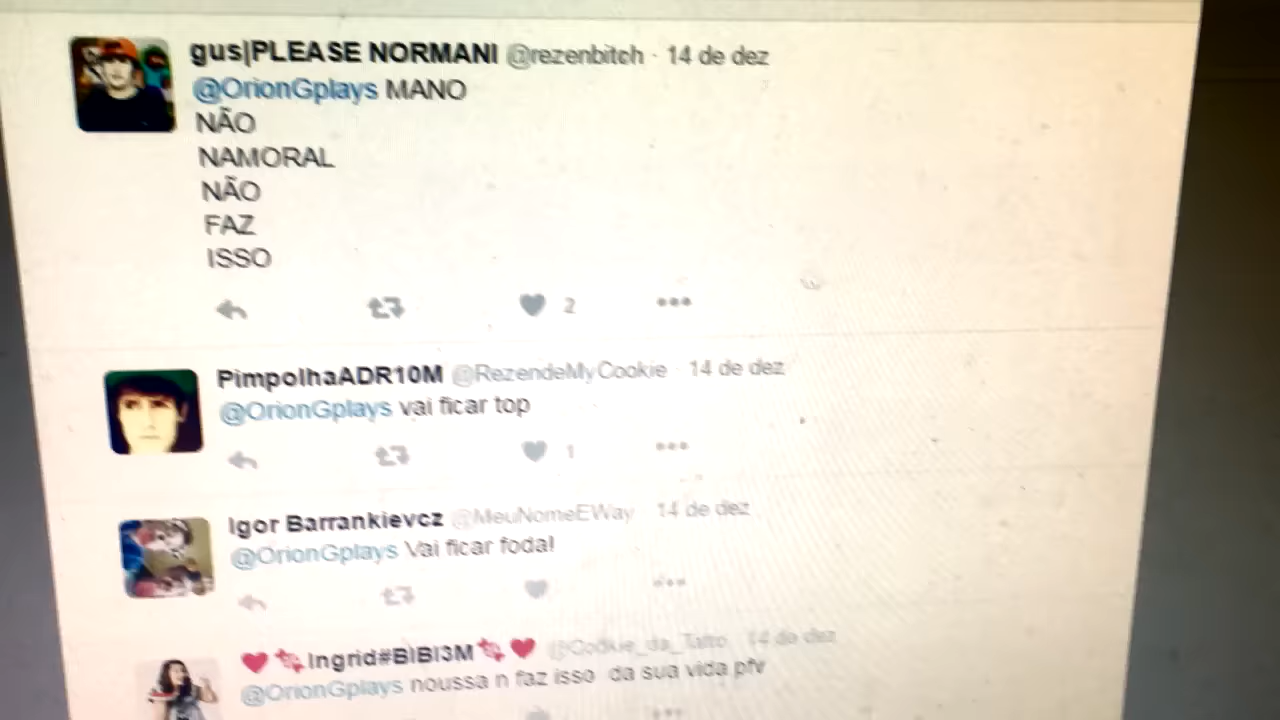 gus|PLEASE NORMANI @rezenbitch · 14 de dez
@OrionGplays MANO
NÃO
NAMORAL
NÃO
FAZ
ISSO
2
PimpolhaADR10M @RezendeMyCookie · 14 de dez
@OrionGplays vai ficar top
1
Igor Barrankievcz @MeuNomeEWay 14 de dez
@OrionGplays Vai ficar foda!
Ingrid#BIBI3M 14 de dez
@OrionGplays noussa n faz isso da sua vida pfv